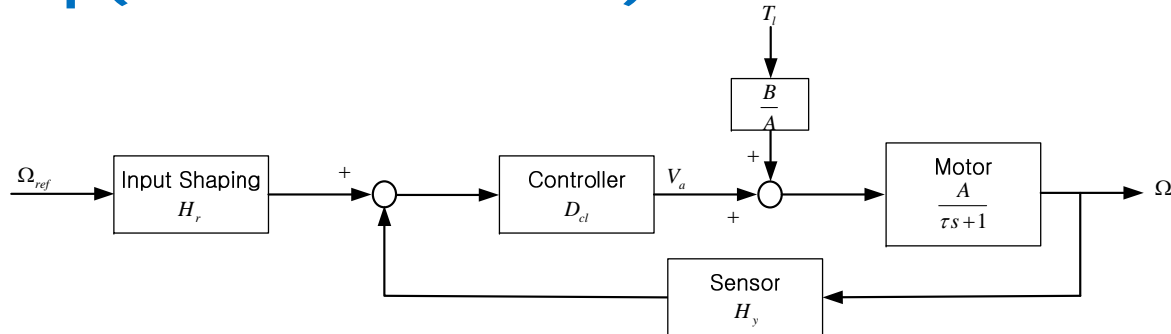 T_l
B
A
Ω_ref
Input Shaping
H_r
+
Controller
D_cl
V_a
+
+
Motor
A
τs+1
Ω
Sensor
H_y